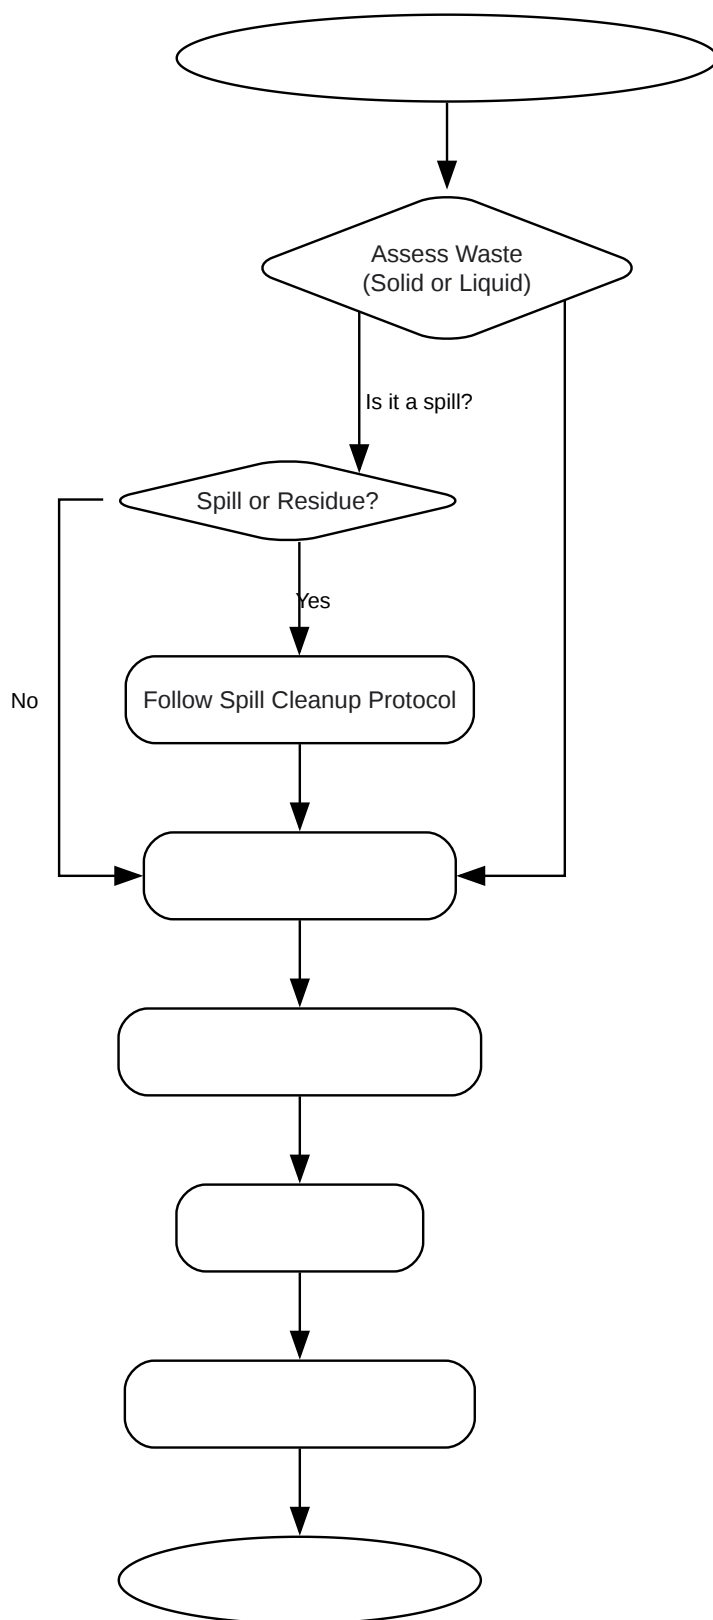 Assess Waste
(Solid or Liquid)
Is it a spill?
Spill or Residue?
Yes
No
Follow Spill Cleanup Protocol